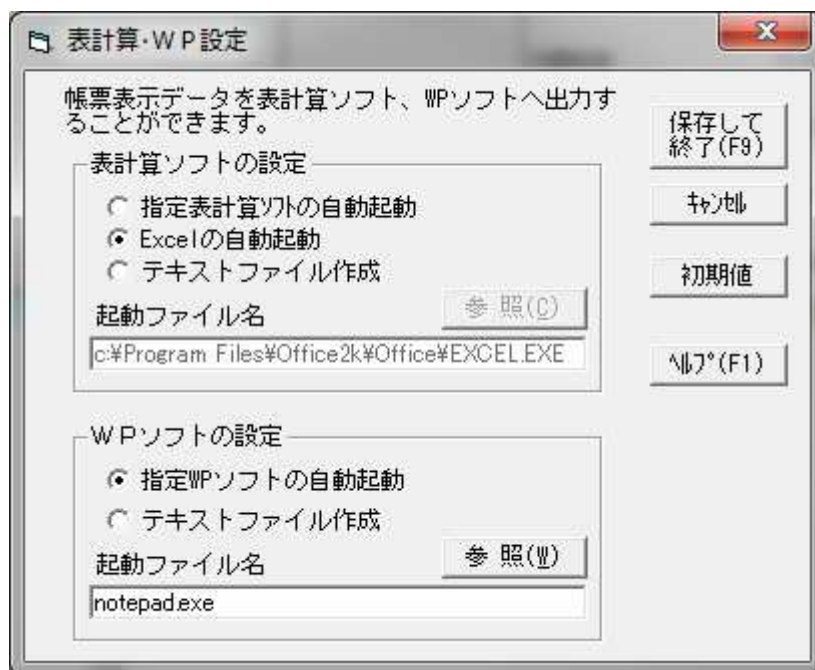 表計算・ＷＰ設定
帳票表示データを表計算ソフト、WPソフトへ出力す
ることができます。
保存して
終了(F9)
表計算ソフトの設定
指定表計算ｿﾌﾄの自動起動
ｷｬﾝｾﾙ
Excelの自動起動
テキストファイル作成
初期値
起動ファイル名
参 照(C)
c:¥Program Files¥Office2k¥Office¥EXCEL.EXE
ﾍﾙﾌﾟ(F1)
ＷＰソフトの設定
指定WPソフトの自動起動
テキストファイル作成
起動ファイル名
参 照(W)
notepad.exe